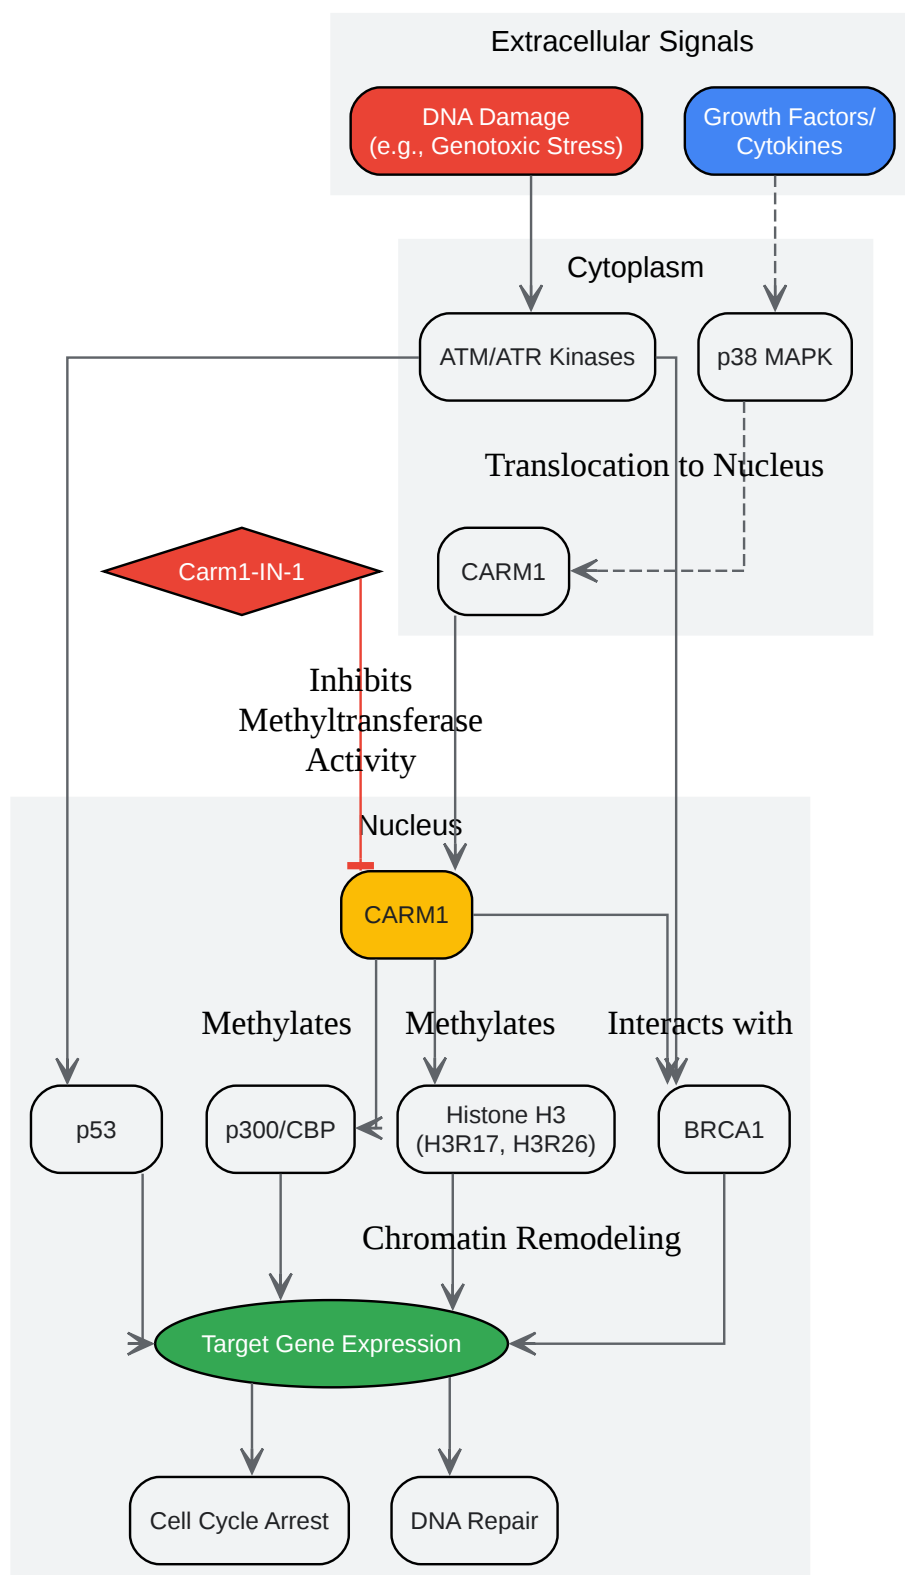 Extracellular Signals
DNA Damage
(e.g., Genotoxic Stress)
Growth Factors/
Cytokines
Cytoplasm
ATM/ATR Kinases
p38 MAPK
Translocation to Nucleus
Carm1-IN-1
CARM1
Inhibits
Methyltransferase
Activity
Nucleus
CARM1
Methylates
Methylates
Interacts with
p53
p300/CBP
Histone H3
(H3R17, H3R26)
BRCA1
Chromatin Remodeling
Target Gene Expression
Cell Cycle Arrest
DNA Repair